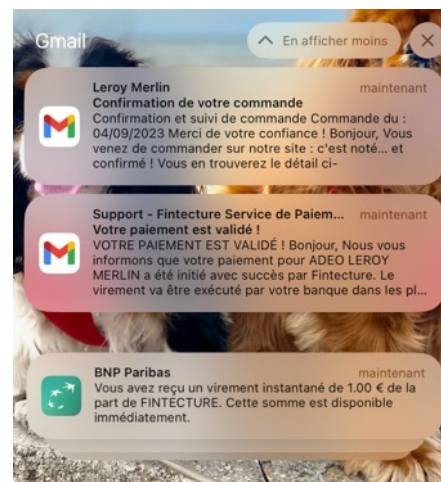 Gmail
En afficher moins
Leroy Merlin
maintenant
Confirmation de votre commande
Confirmation et suivi de commande Commande du :
04/09/2023 Merci de votre confiance ! Bonjour, Vous
venez de commander sur notre site : c'est noté... et
confirmé ! Vous en trouverez le détail ci-
Support - Fintecture Service de Paiem...
maintenant
Votre paiement est validé !
VOTRE PAIEMENT EST VALIDÉ ! Bonjour, Nous vous
informons que votre paiement pour ADEO LEROY
MERLIN a été initié avec succès par Fintecture. Le
virement va être exécuté par votre banque dans les pl...
BNP Paribas
maintenant
Vous avez reçu un virement instantané de 1.00 € de la
part de FINTECTURE. Cette somme est disponible
immédiatement.